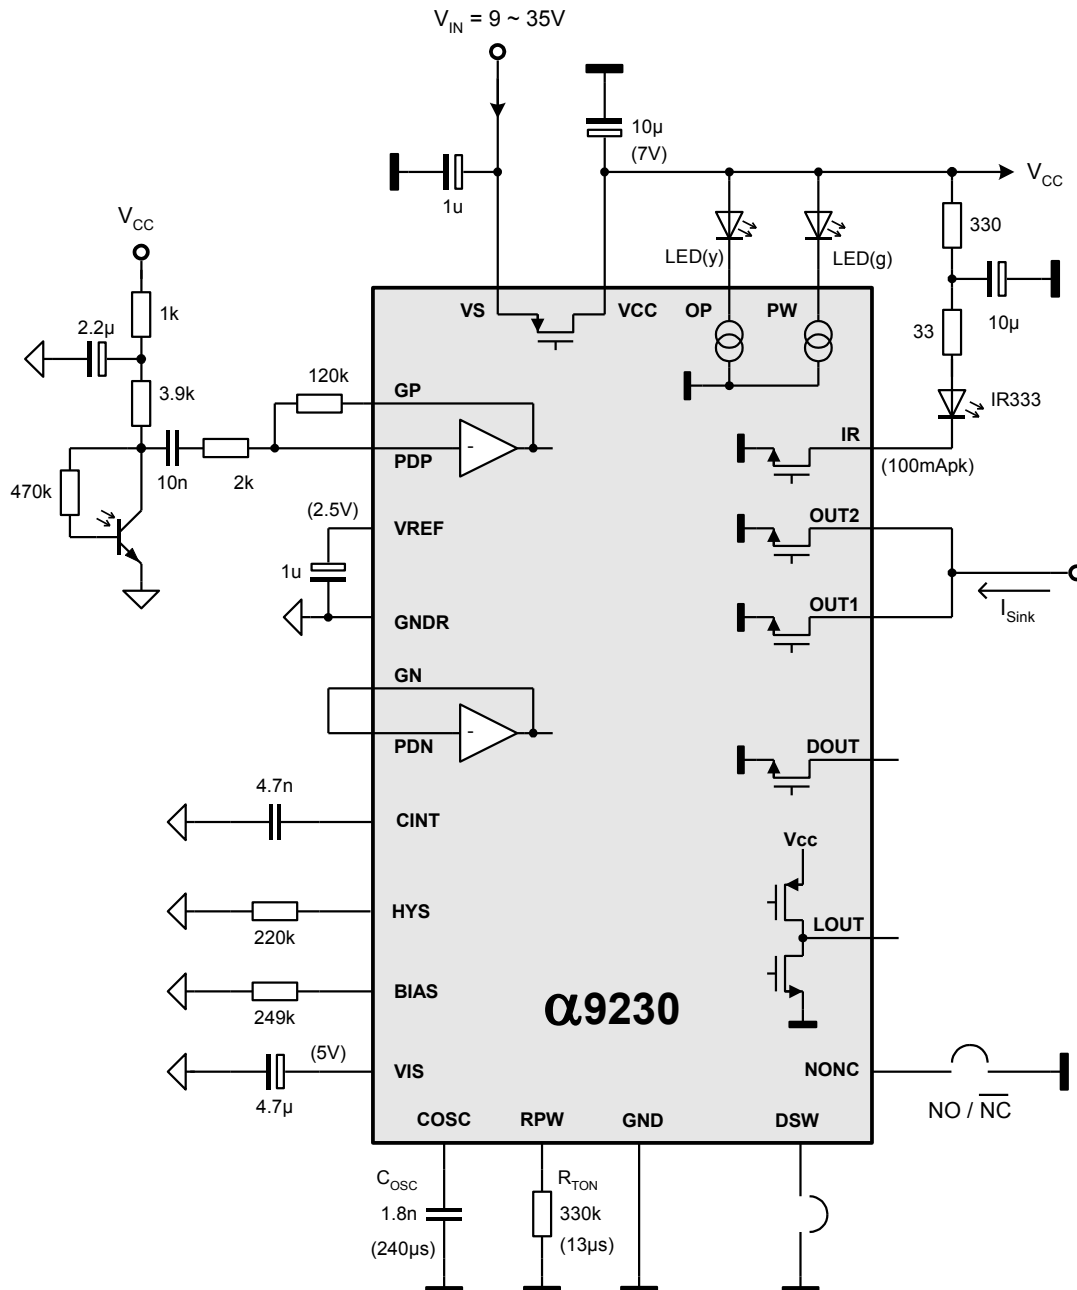 V_IN = 9 ~ 35V
10µ
(7V)
1u
V_CC
V_CC
330
LED(y)
LED(g)
VS
VCC
OP
PW
10µ
33
1k
2.2µ
3.9k
120k
GP
IR333
IR
(100mApk)
PDP
10n
2k
470k
(2.5V)
VREF
OUT2
1u
OUT1
I_Sink
GNDR
GN
PDN
DOUT
4.7n
CINT
Vcc
HYS
220k
LOUT
BIAS
249k
α9230
(5V)
VIS
4.7µ
NONC
NO / N̅C̅
COSC
RPW
GND
DSW
C_OSC
1.8n
(240µs)
R_TON
330k
(13µs)
-
-